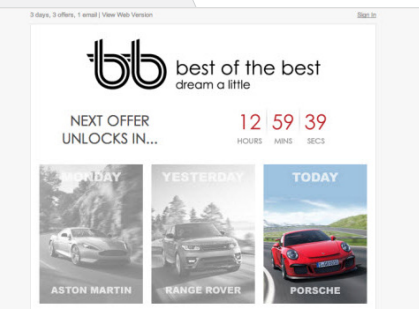 3 days, 3 offers, 1 email | View Web Version
Sign in
bb best of the best
dream a little
NEXT OFFER
UNLOCKS IN...
12 59 39
HOURS MINS SECS
MONDAY
YESTERDAY
TODAY
ASTON MARTIN
RANGE ROVER
PORSCHE